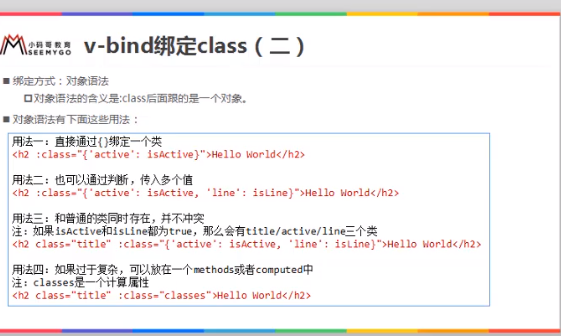 小码哥教育
SEEMYGO
v-bind绑定class（二）
绑定方式：对象语法
对象语法的含义是:class后面跟的是一个对象。
对象语法有下面这些用法：
用法一：直接通过{}绑定一个类
<h2 :class="{'active': isActive}">Hello World</h2>
用法二：也可以通过判断，传入多个值
<h2 :class="{'active': isActive, 'line': isLine}">Hello World</h2>
用法三：和普通的类同时存在，并不冲突
注：如果isActive和isLine都为true，那么会有title/active/line三个类
<h2 class="title" :class="{'active': isActive, 'line': isLine}">Hello World</h2>
用法四：如果过于复杂，可以放在一个methods或者computed中
注：classes是一个计算属性
<h2 class="title" :class="classes">Hello World</h2>